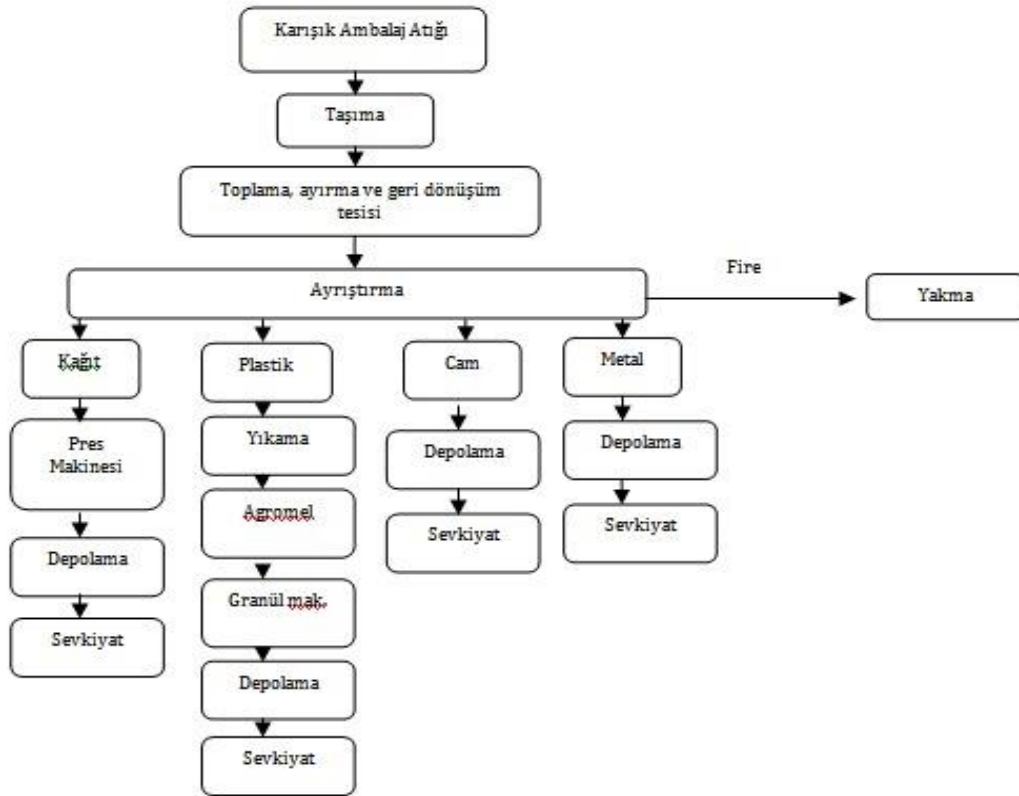 Karışık Ambalaj Atığı
Taşıma
Toplama, ayırma ve geri dönüşüm
tesisi
Ayrıştırma
Fire
Yakma
Kağıt
Pres
Makinesi
Depolama
Sevkiyat
Plastik
Yıkama
Agromel
Granül mak.
Depolama
Sevkiyat
Cam
Depolama
Sevkiyat
Metal
Depolama
Sevkiyat